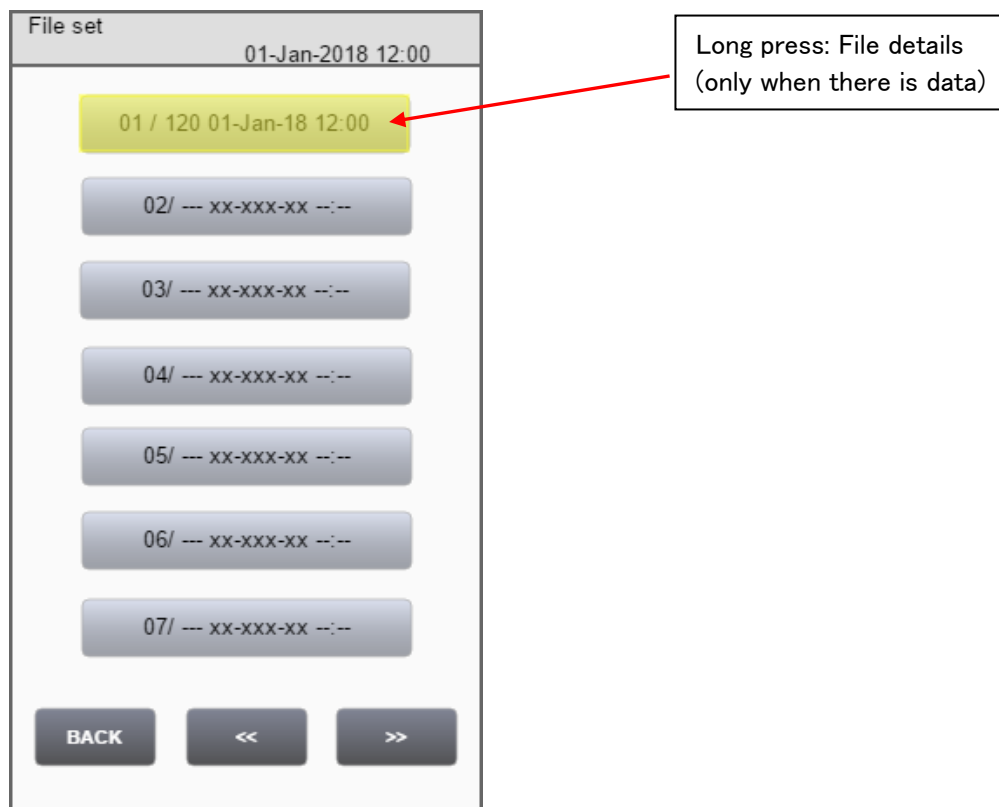 File set
01-Jan-2018 12:00
Long press: File details
(only when there is data)
01 / 120 01-Jan-18 12:00
02/ --- xx-xxx-xx --:--
03/ --- xx-xxx-xx --:--
04/ --- xx-xxx-xx --:--
05/ --- xx-xxx-xx --:--
06/ --- xx-xxx-xx --:--
07/ --- xx-xxx-xx --:--
BACK << >>